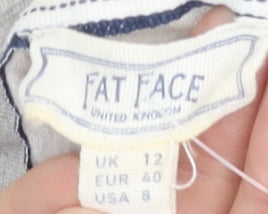 FAT FACE
UNITED KINGDOM
UK 12
EUR 40
USA 8